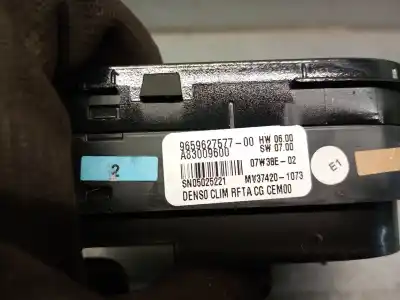 9659627577-00 HW 06.00
A8300960D SW 07.00
07W38E-02
SN05025221 MV37420-1073
DENSO CLIM RFTA CG CEM00
2
E1